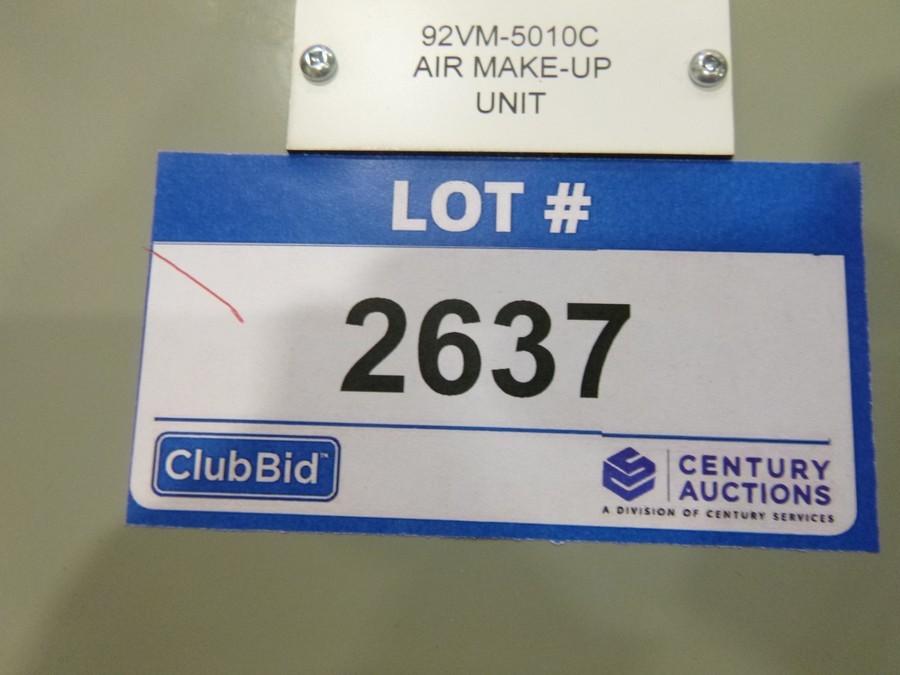 92VM-5010C
AIR MAKE-UP
UNIT
LOT #
2637
ClubBid™
CENTURY
AUCTIONS
A DIVISION OF CENTURY SERVICES